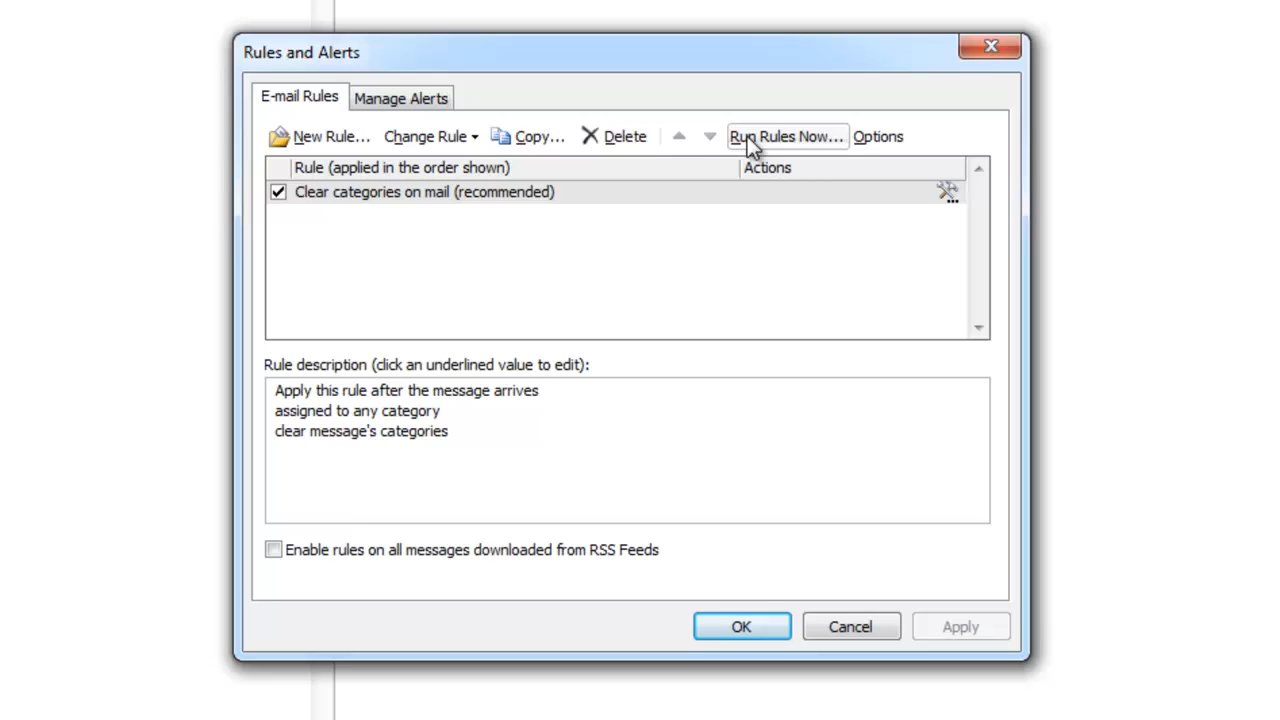 Rules and Alerts
E-mail Rules Manage Alerts
New Rule... Change Rule Copy... Delete Run Rules Now... Options
Rule (applied in the order shown) Actions
Clear categories on mail (recommended)
Rule description (click an underlined value to edit):
Apply this rule after the message arrives
assigned to any category
clear message's categories
Enable rules on all messages downloaded from RSS Feeds
OK Cancel Apply